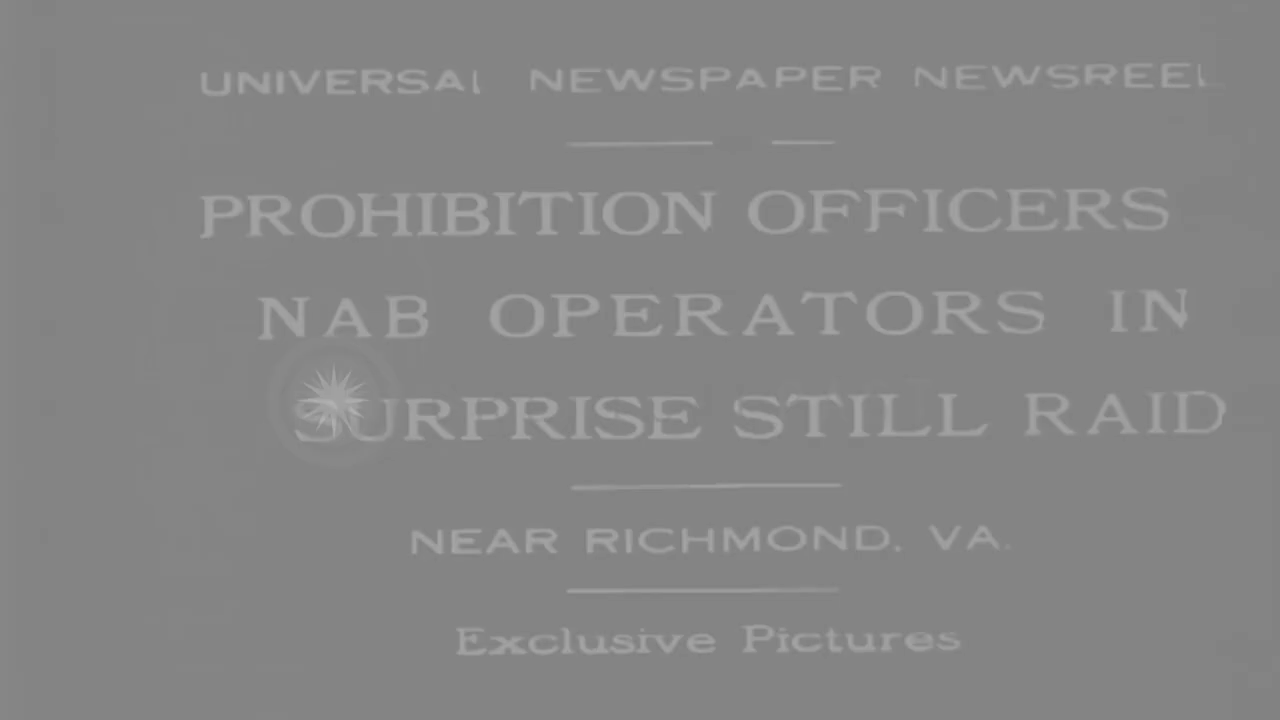 UNIVERSAL NEWSPAPER NEWSREEL
PROHIBITION OFFICERS
NAB OPERATORS IN
SURPRISE STILL RAID
NEAR RICHMOND, VA.
Exclusive Pictures